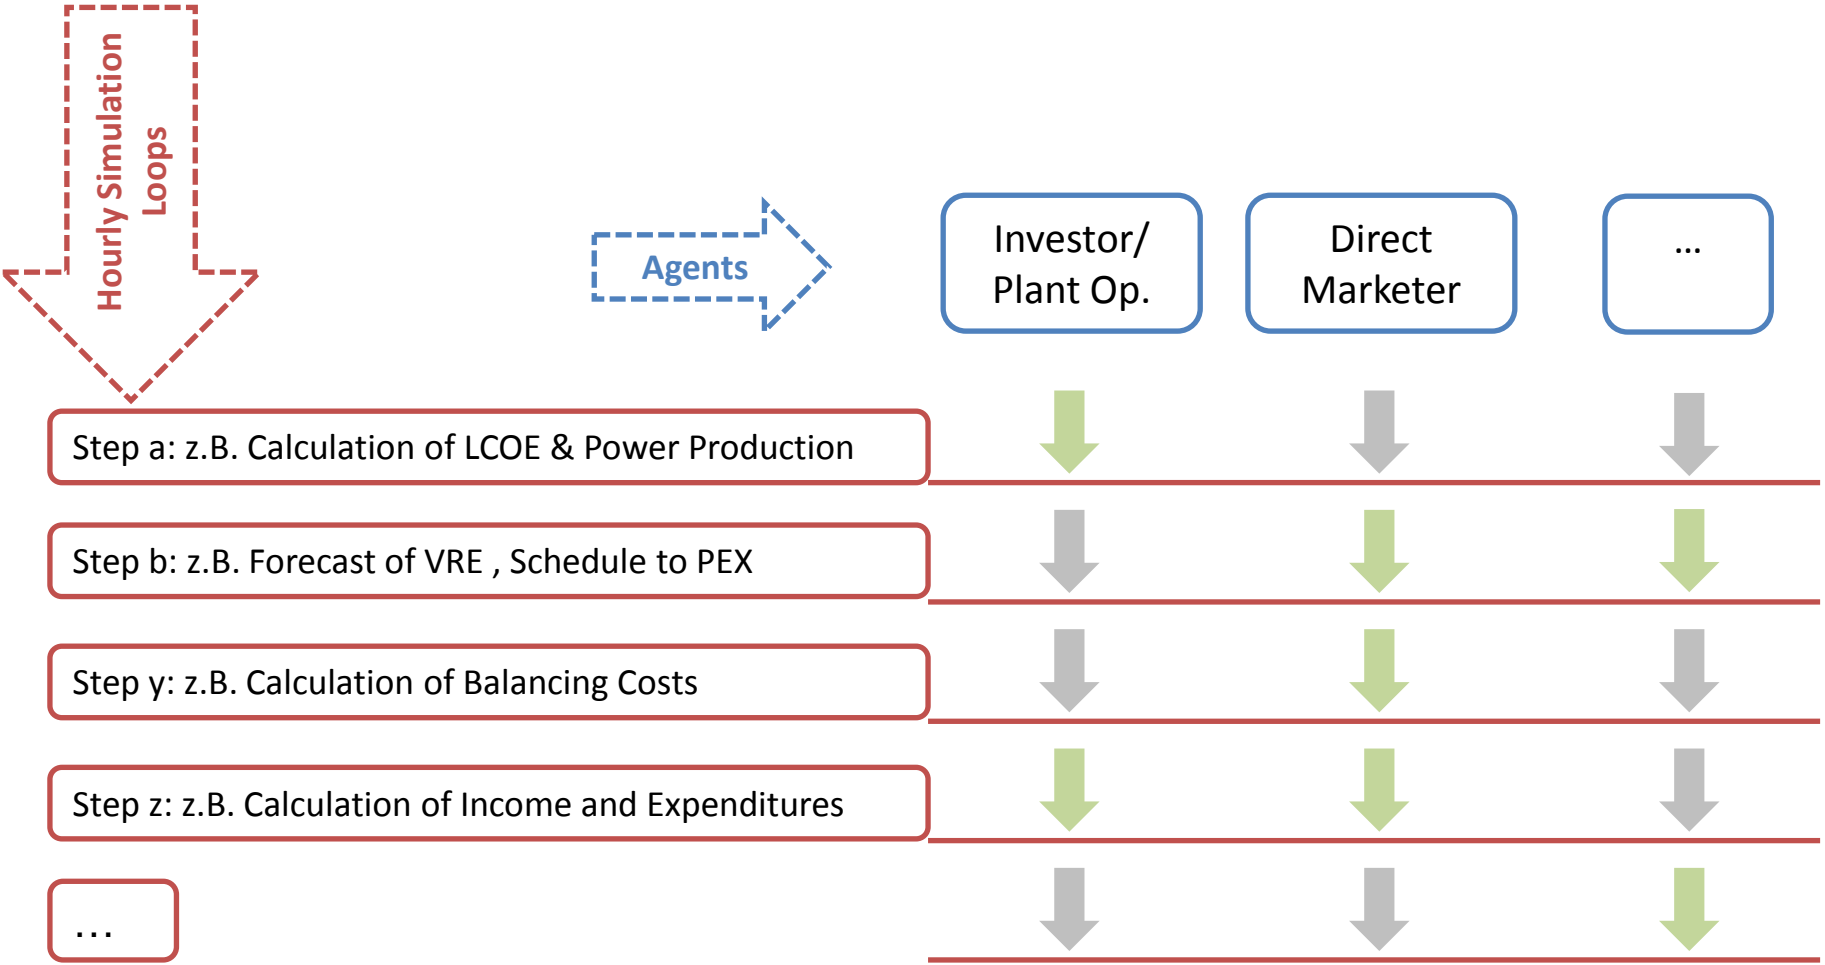 Hourly Simulation
Loops
Agents
Investor/
Plant Op.
Direct
Marketer
...
Step a: z.B. Calculation of LCOE & Power Production
Step b: z.B. Forecast of VRE , Schedule to PEX
Step y: z.B. Calculation of Balancing Costs
Step z: z.B. Calculation of Income and Expenditures
...